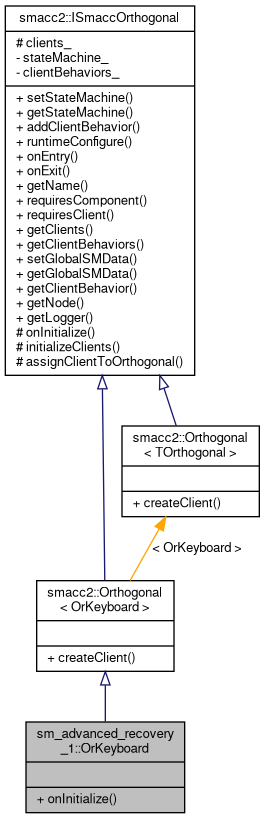 smacc2::ISmaccOrthogonal
# clients_
- stateMachine_
- clientBehaviors_
+ setStateMachine()
+ getStateMachine()
+ addClientBehavior()
+ runtimeConfigure()
+ onEntry()
+ onExit()
+ getName()
+ requiresComponent()
+ requiresClient()
+ getClients()
+ getClientBehaviors()
+ setGlobalSMData()
+ getGlobalSMData()
+ getClientBehavior()
+ getNode()
+ getLogger()
# onInitialize()
# initializeClients()
# assignClientToOrthogonal()
smacc2::Orthogonal
< TOrthogonal >
+ createClient()
< OrKeyboard >
smacc2::Orthogonal
< OrKeyboard >
+ createClient()
sm_advanced_recovery
_1::OrKeyboard
+ onInitialize()